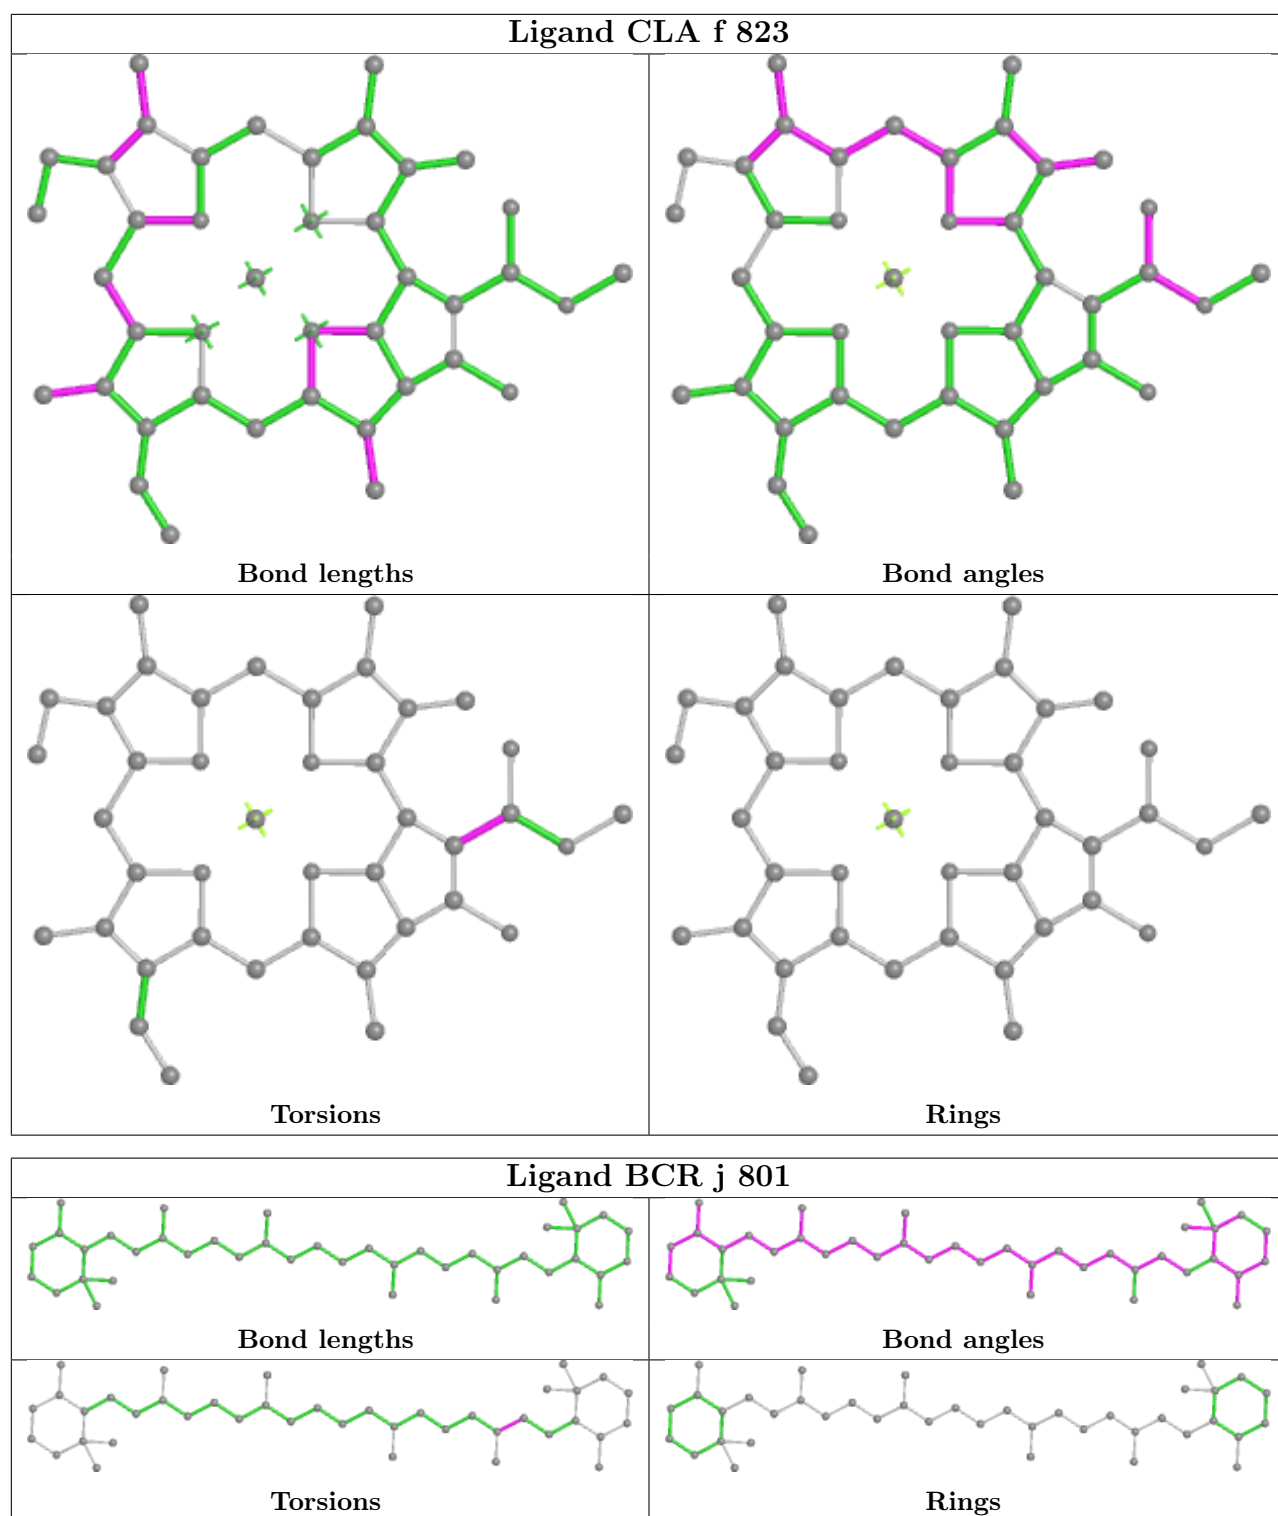 Ligand CLA f 823
Bond lengths
Bond angles
Torsions
Rings
Ligand BCR j 801
Bond lengths
Bond angles
Torsions
Rings